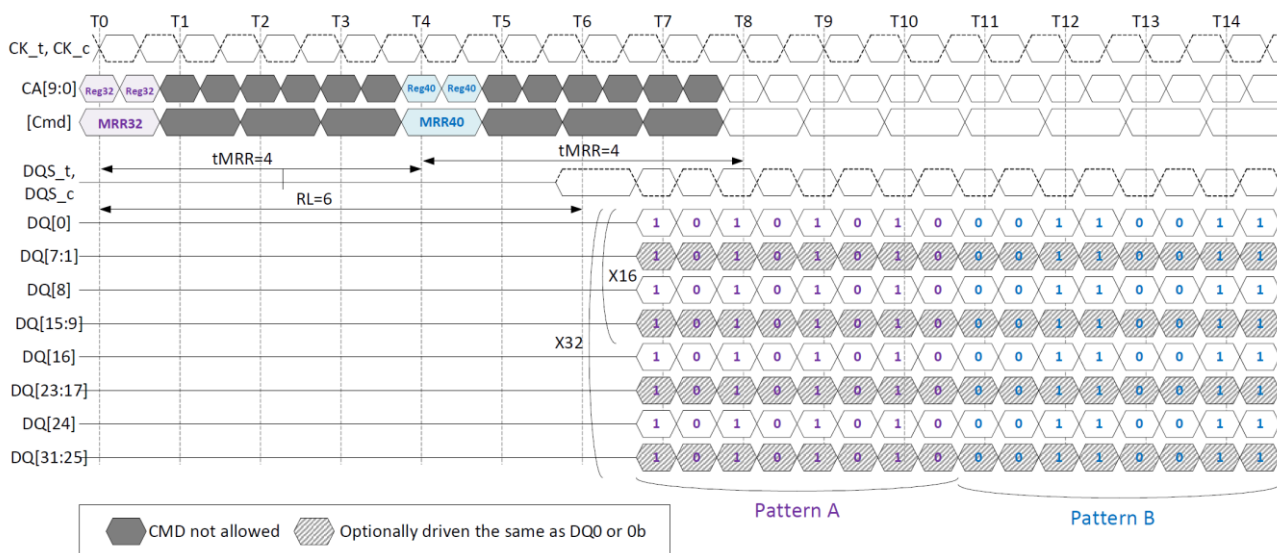 T0 T1 T2 T3 T4 T5 T6 T7 T8 T9 T10 T11 T12 T13 T14
CK_t, CK_c
CA[9:0] Reg32 Reg32 Reg40 Reg40
[Cmd] MRR32 MRR40
tMRR=4 tMRR=4
DQS_t,
DQS_c
RL=6
DQ[0] 1 0 1 0 1 0 1 0 0 0 1 1 0 0 1 1
DQ[7:1] 1 0 1 0 1 0 1 0 0 0 1 1 0 0 1 1
X16
DQ[8] 1 0 1 0 1 0 1 0 0 0 1 1 0 0 1 1
DQ[15:9] 1 0 1 0 1 0 1 0 0 0 1 1 0 0 1 1
X32
DQ[16] 1 0 1 0 1 0 1 0 0 0 1 1 0 0 1 1
DQ[23:17] 1 0 1 0 1 0 1 0 0 0 1 1 0 0 1 1
DQ[24] 1 0 1 0 1 0 1 0 0 0 1 1 0 0 1 1
DQ[31:25] 1 0 1 0 1 0 1 0 0 0 1 1 0 0 1 1
Pattern A Pattern B
CMD not allowed Optionally driven the same as DQ0 or 0b